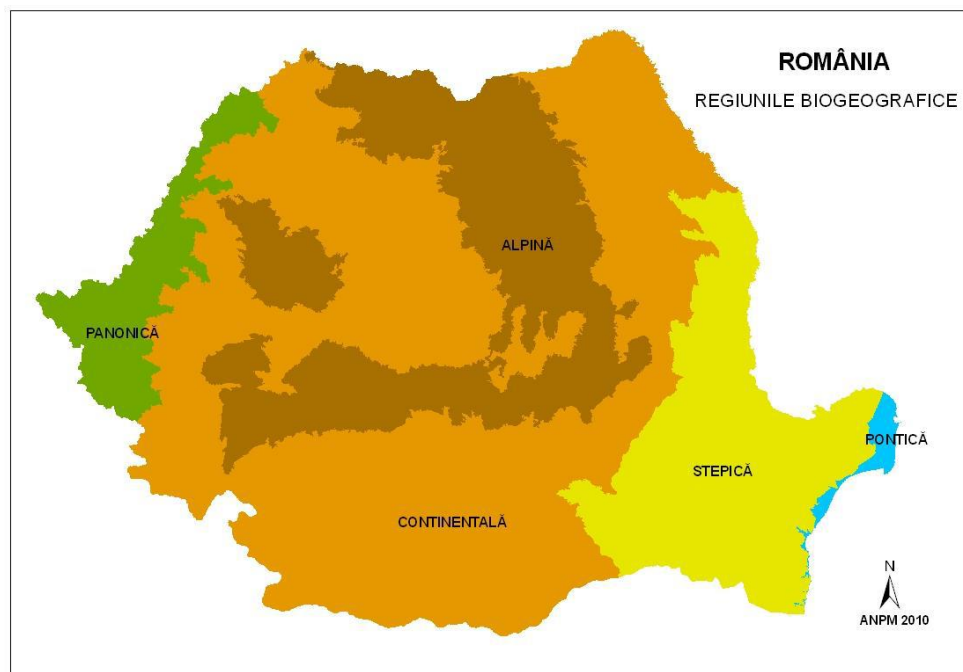 ROMÂNIA
REGIUNILE BIOGEOGRAFICE
ALPINĂ
PANONICĂ
PONTICĂ
STEPICĂ
CONTINENTALĂ
N
ANPM 2010